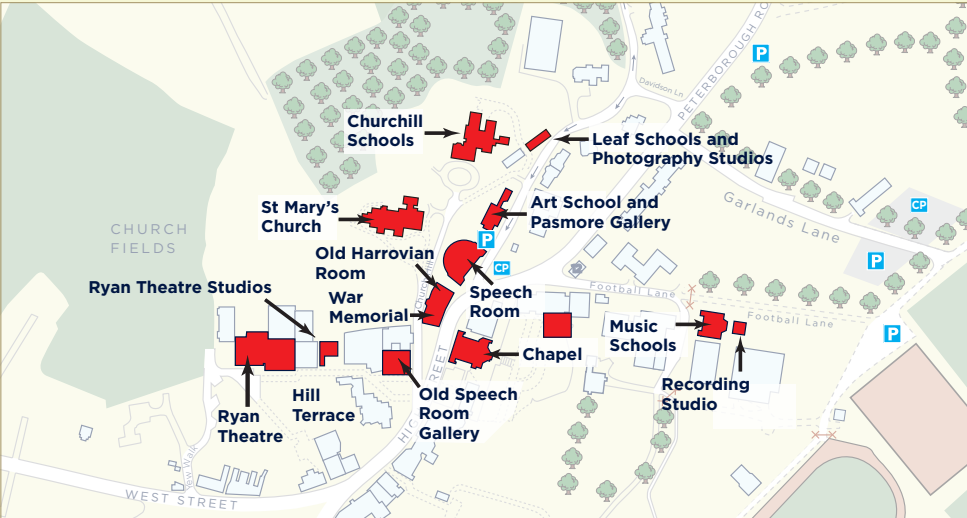 PETERBOROUGH RO
P
Davidson Ln
Churchill
Schools
Leaf Schools and
Photography Studios
St Mary's
Church
Art School and
Pasmore Gallery
Garlands Lane
CP
CHURCH
FIELDS
P
Old Harrovian
Room
CP
P
Ryan Theatre Studios
War
Memorial
Speech
Room
Football Lane
Football Lane
Music
Schools
P
Chapel
Recording
Studio
Hill
Terrace
Old Speech
Room
Gallery
Ryan
Theatre
WEST STREET